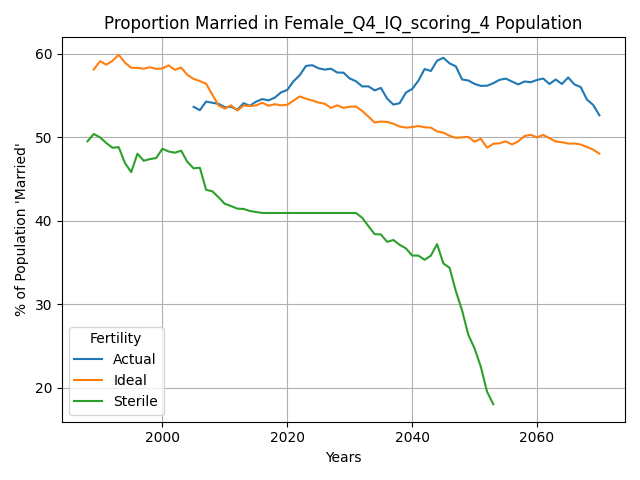 Proportion Married in Female_Q4_IQ_scoring_4 Population
% of Population 'Married'
60
50
40
30
20
Fertility
Actual
Ideal
Sterile
2000
2020
2040
2060
Years